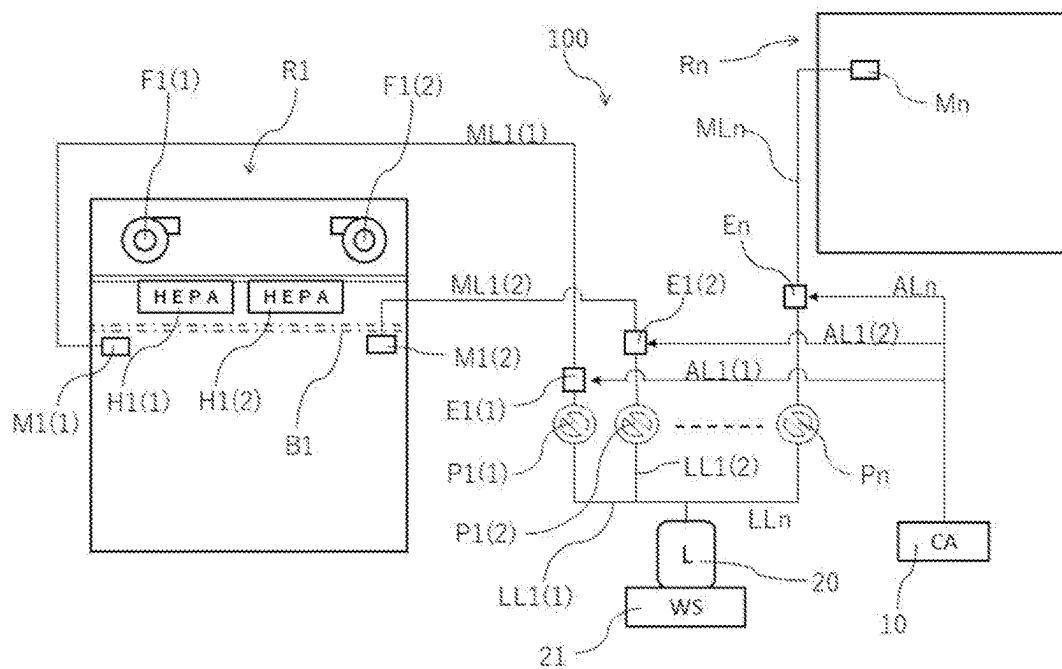 100
Rn
R1
F1(1)
F1(2)
Mn
ML1(1)
MLn
En
ALn
HEPA
HEPA
ML1(2)
E1(2)
AL1(2)
M1(2)
AL1(1)
M1(1)
H1(1)
H1(2)
B1
E1(1)
P1(1)
LL1(2)
Pn
P1(2)
LLn
LL1(1)
L
20
CA
WS
21
10